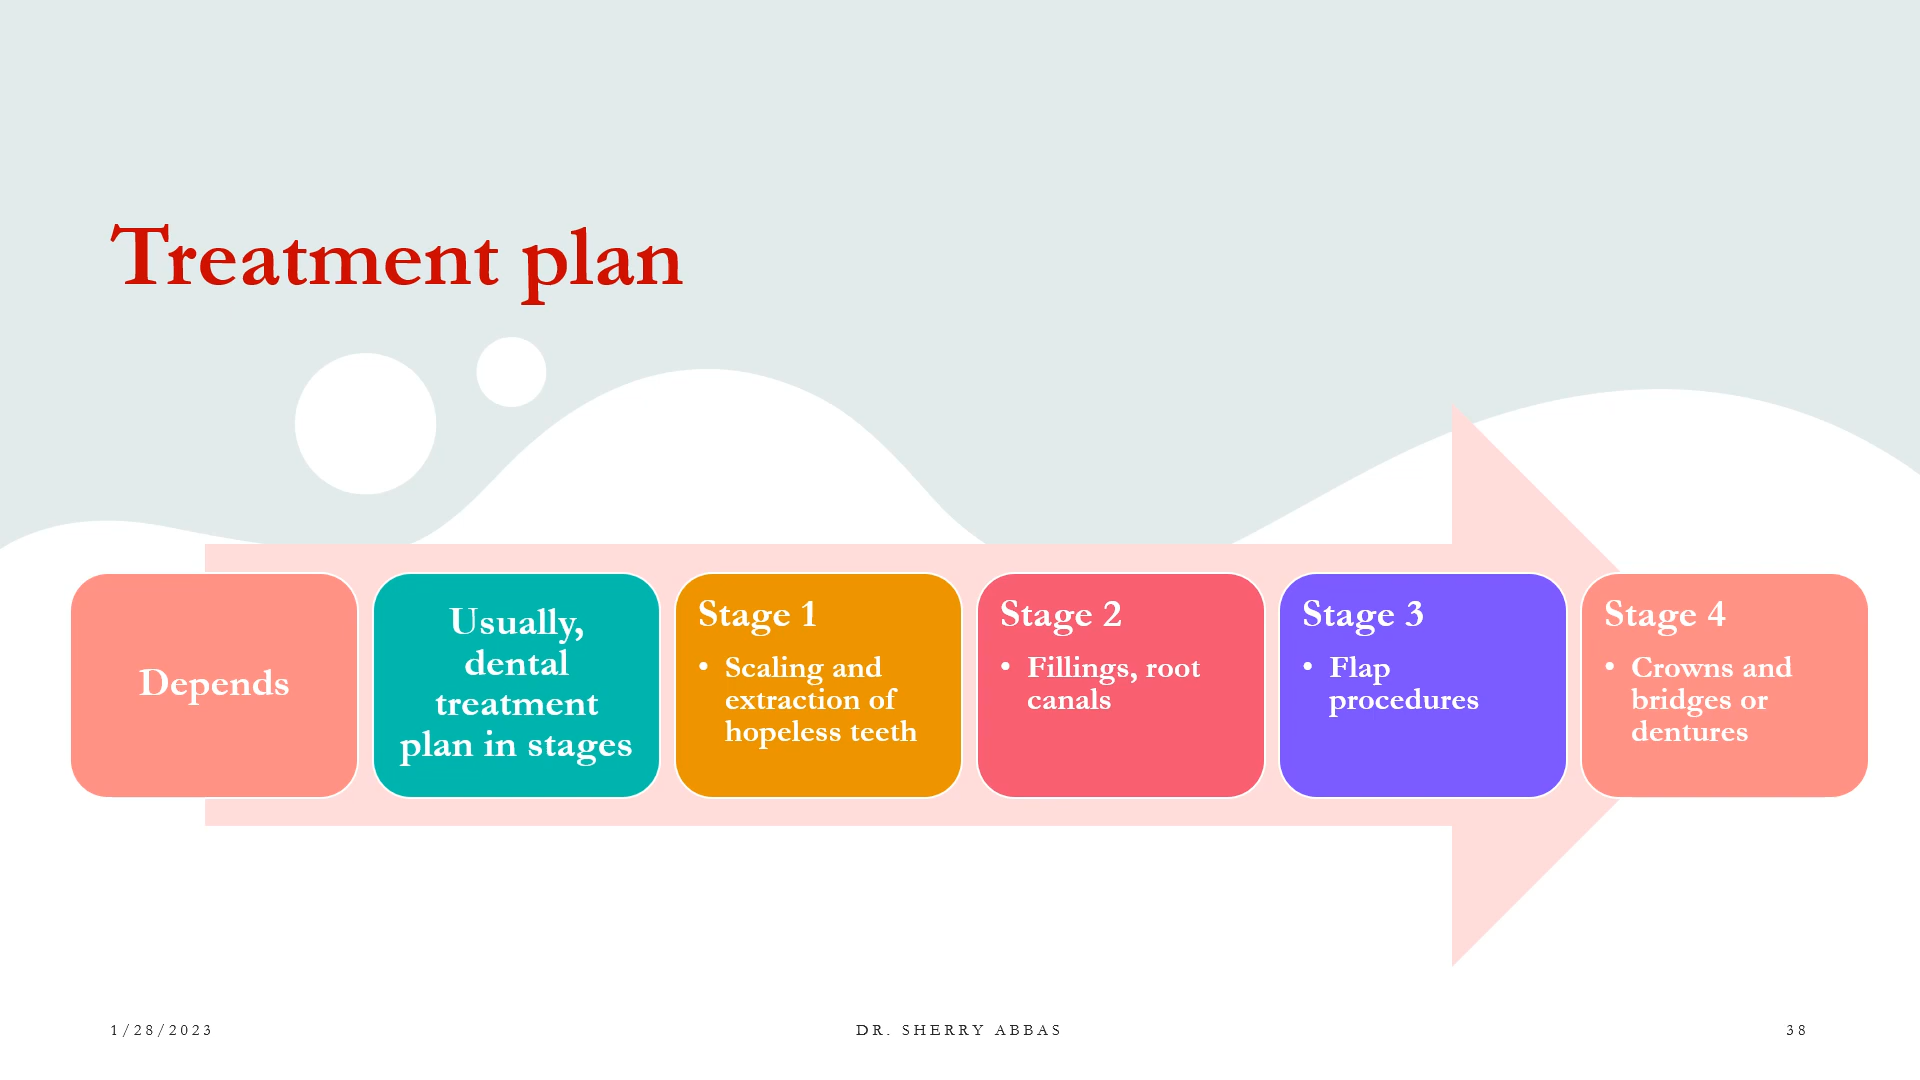 Treatment plan
Depends
Usually,
dental
treatment
plan in stages
Stage 1
• Scaling and
extraction of
hopeless teeth
Stage 2
• Fillings, root
canals
Stage 3
• Flap
procedures
Stage 4
• Crowns and
bridges or
dentures
1/28/2023
DR. SHERRY ABBAS
38